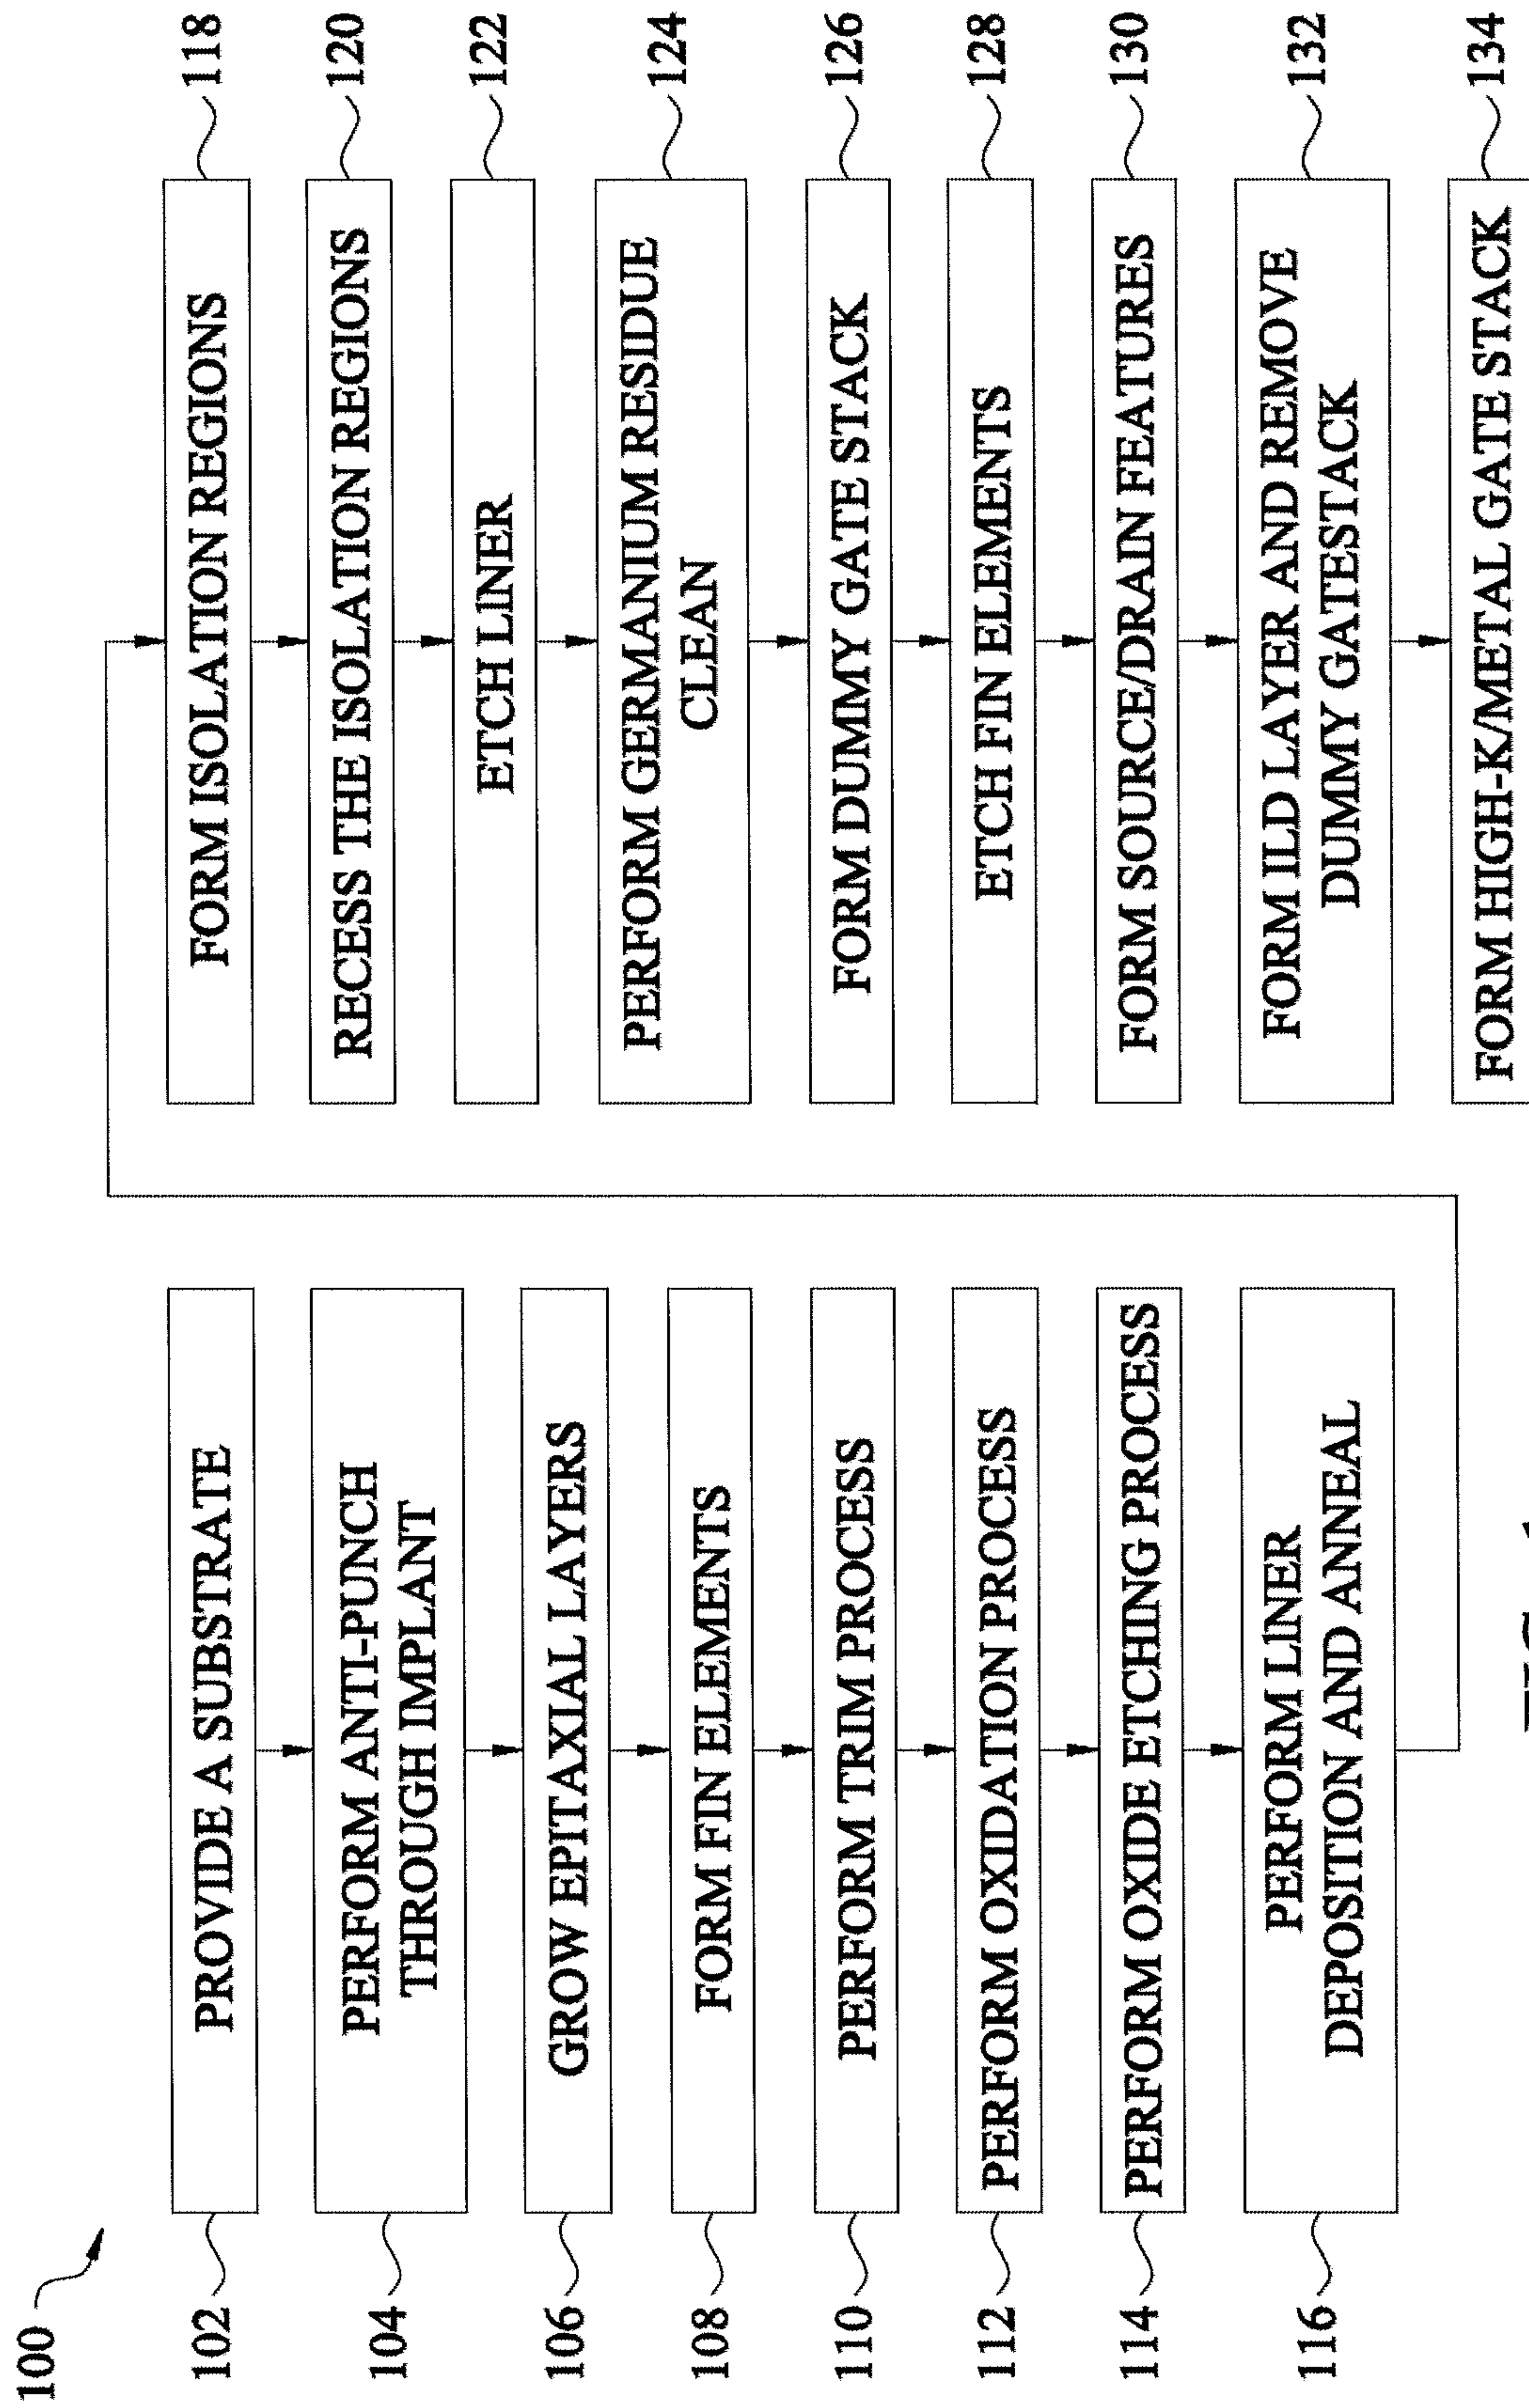 100
102
PROVIDE A SUBSTRATE
104
PERFORM ANTI-PUNCH
THROUGH IMPLANT
106
GROW EPITAXIAL LAYERS
108
FORM FIN ELEMENTS
110
PERFORM TRIM PROCESS
112
PERFORM OXIDATION PROCESS
114
PERFORM OXIDE ETCHING PROCESS
116
PERFORM LINER
DEPOSITION AND ANNEAL
FORM ISOLATION REGIONS
118
RECESS THE ISOLATION REGIONS
120
ETCH LINER
122
PERFORM GERMANIUM RESIDUE
CLEAN
124
FORM DUMMY GATE STACK
126
ETCH FIN ELEMENTS
128
FORM SOURCE/DRAIN FEATURES
130
FORM ILD LAYER AND REMOVE
DUMMY GATESTACK
132
FORM HIGH-K/METAL GATE STACK
134